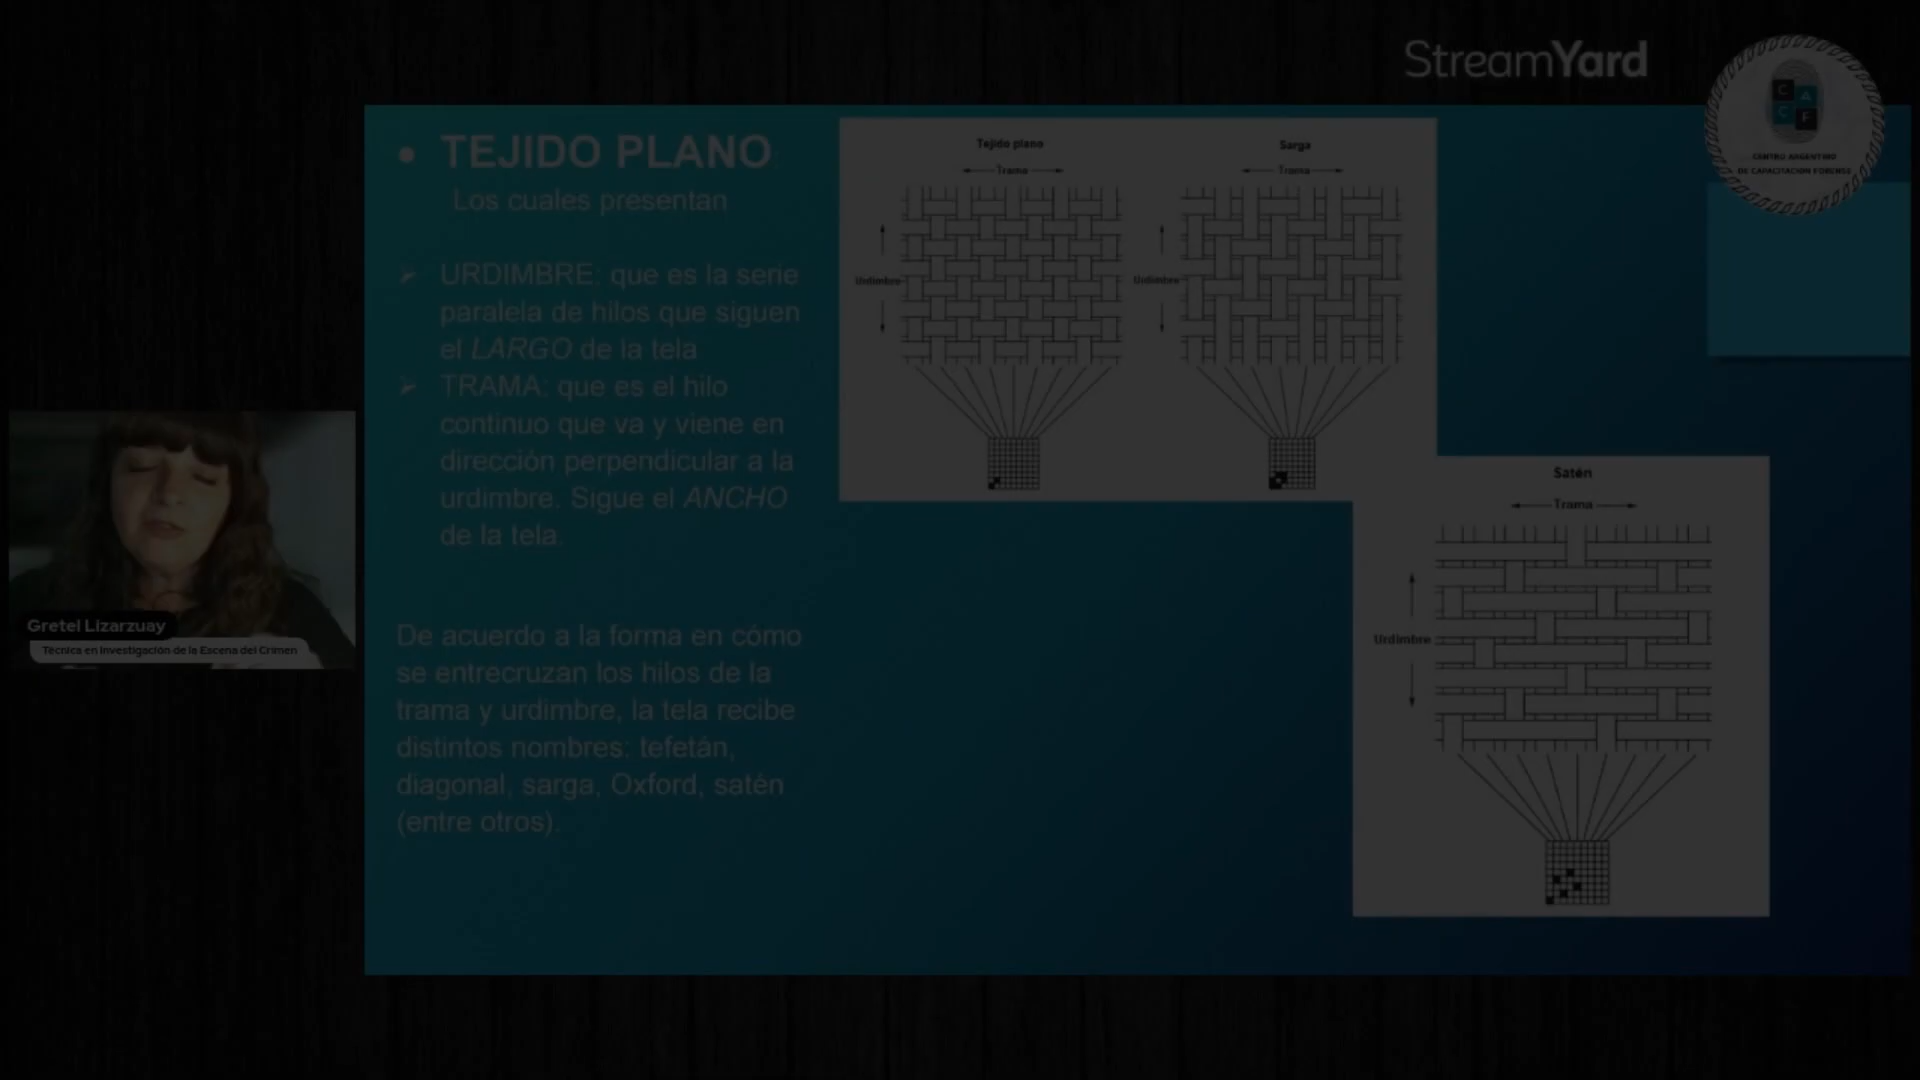 StreamYard
C A
C F
CENTRO ARGENTINO
DE CAPACITACIÓN FORENSE
• TEJIDO PLANO:
Los cuales presentan
URDIMBRE: que es la serie
paralela de hilos que siguen
el LARGO de la tela
TRAMA: que es el hilo
continuo que va y viene en
dirección perpendicular a la
urdimbre. Sigue el ANCHO
de la tela.
De acuerdo a la forma en cómo
se entrecruzan los hilos de la
trama y urdimbre, la tela recibe
distintos nombres: tefetán,
diagonal, sarga, Oxford, satén
(entre otros).
Tejido plano
Trama
Urdimbre
Sarga
Trama
Urdimbre
Satén
Trama
Urdimbre
Gretel Lizarzuay
Técnica en Investigación de la Escena del Crimen